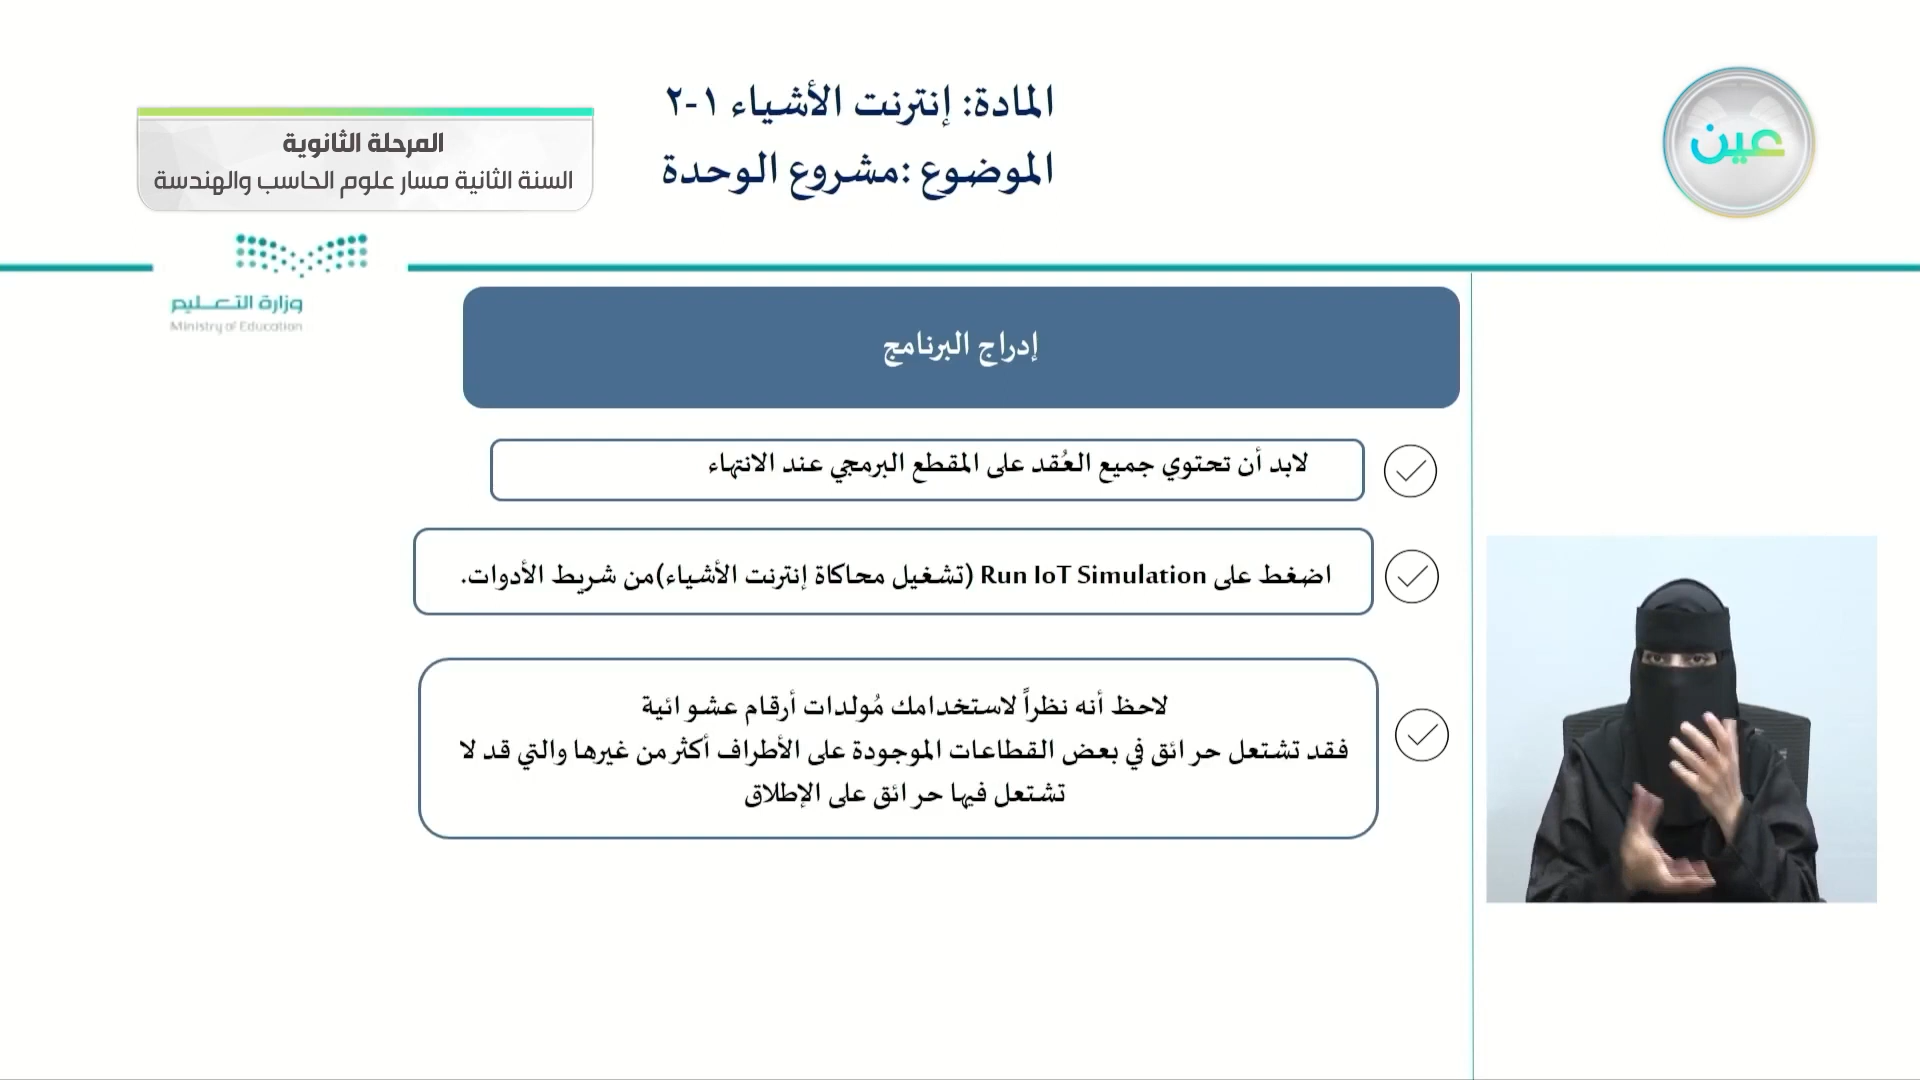 المادة: إنترنت الأشياء ١-٢
الموضوع :مشروع الوحدة
عين
المرحلة الثانوية
السنة الثانية مسار علوم الحاسب والهندسة
وزارة التعليم
Ministry of Education
إدراج البرنامج
لابد أن تحتوي جميع العُقد على المقطع البرمجي عند الانتهاء
اضغط على Run IoT Simulation (تشغيل محاكاة إنترنت الأشياء)من شريط الأدوات.
لاحظ أنه نظراً لاستخدامك مُولدات أرقام عشوائية
فقد تشتعل حرائق في بعض القطاعات الموجودة على الأطراف أكثر من غيرها والتي قد لا
تشتعل فيها حرائق على الإطلاق